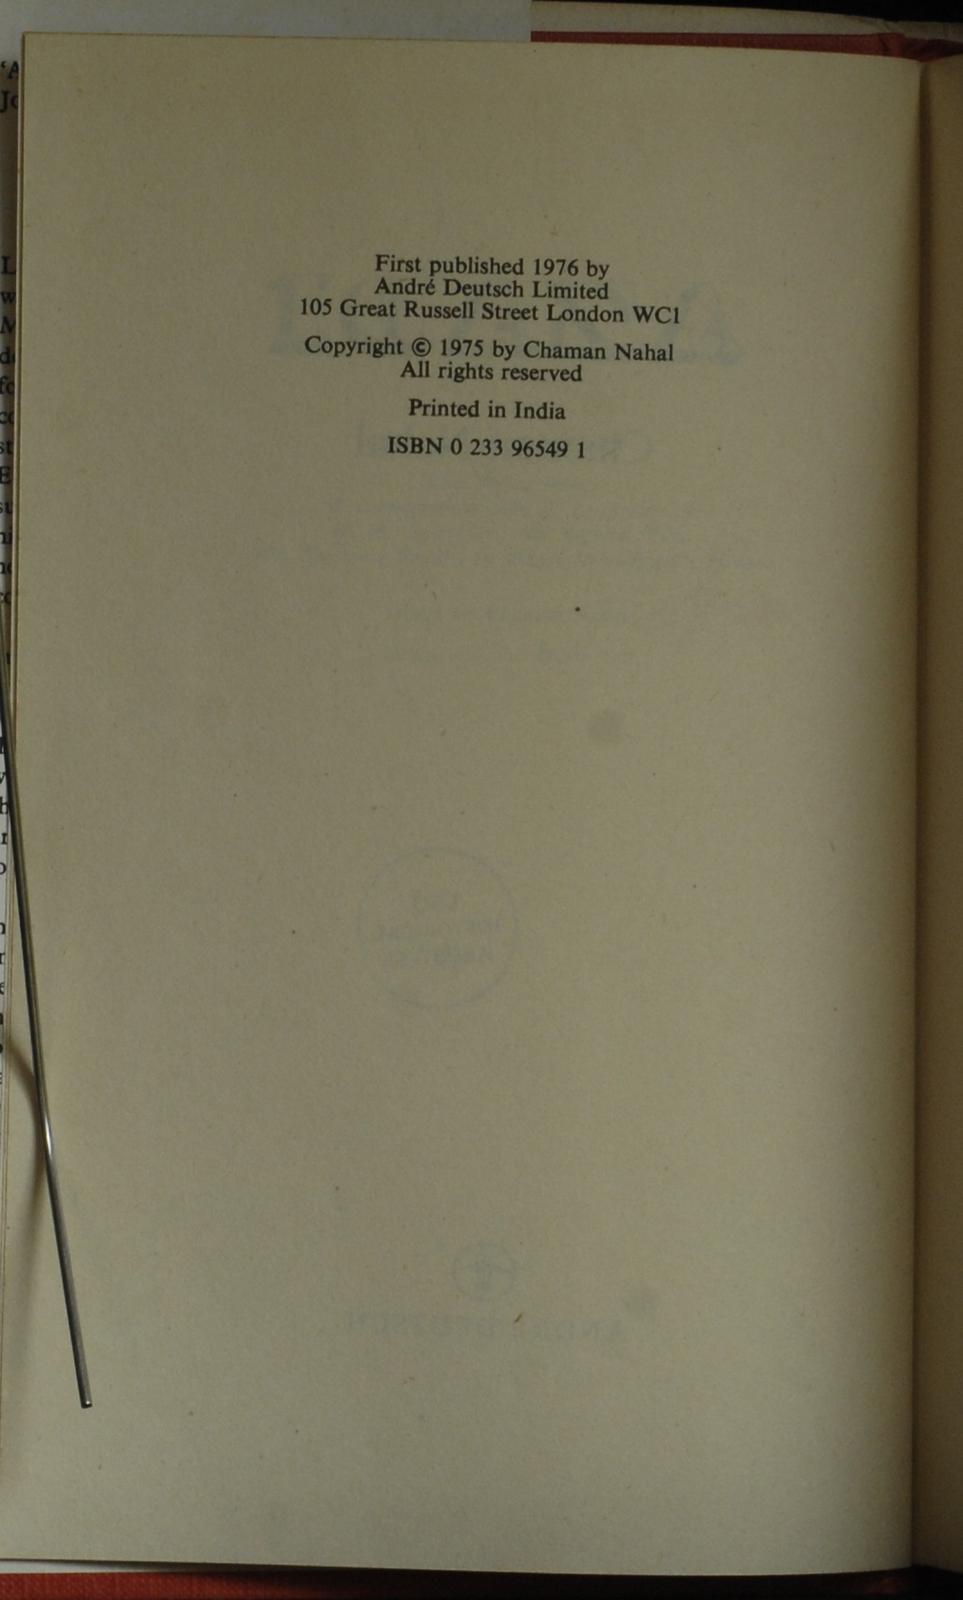 First published 1976 by
André Deutsch Limited
105 Great Russell Street London WC1
Copyright © 1975 by Chaman Nahal
All rights reserved
Printed in India
ISBN 0 233 96549 1